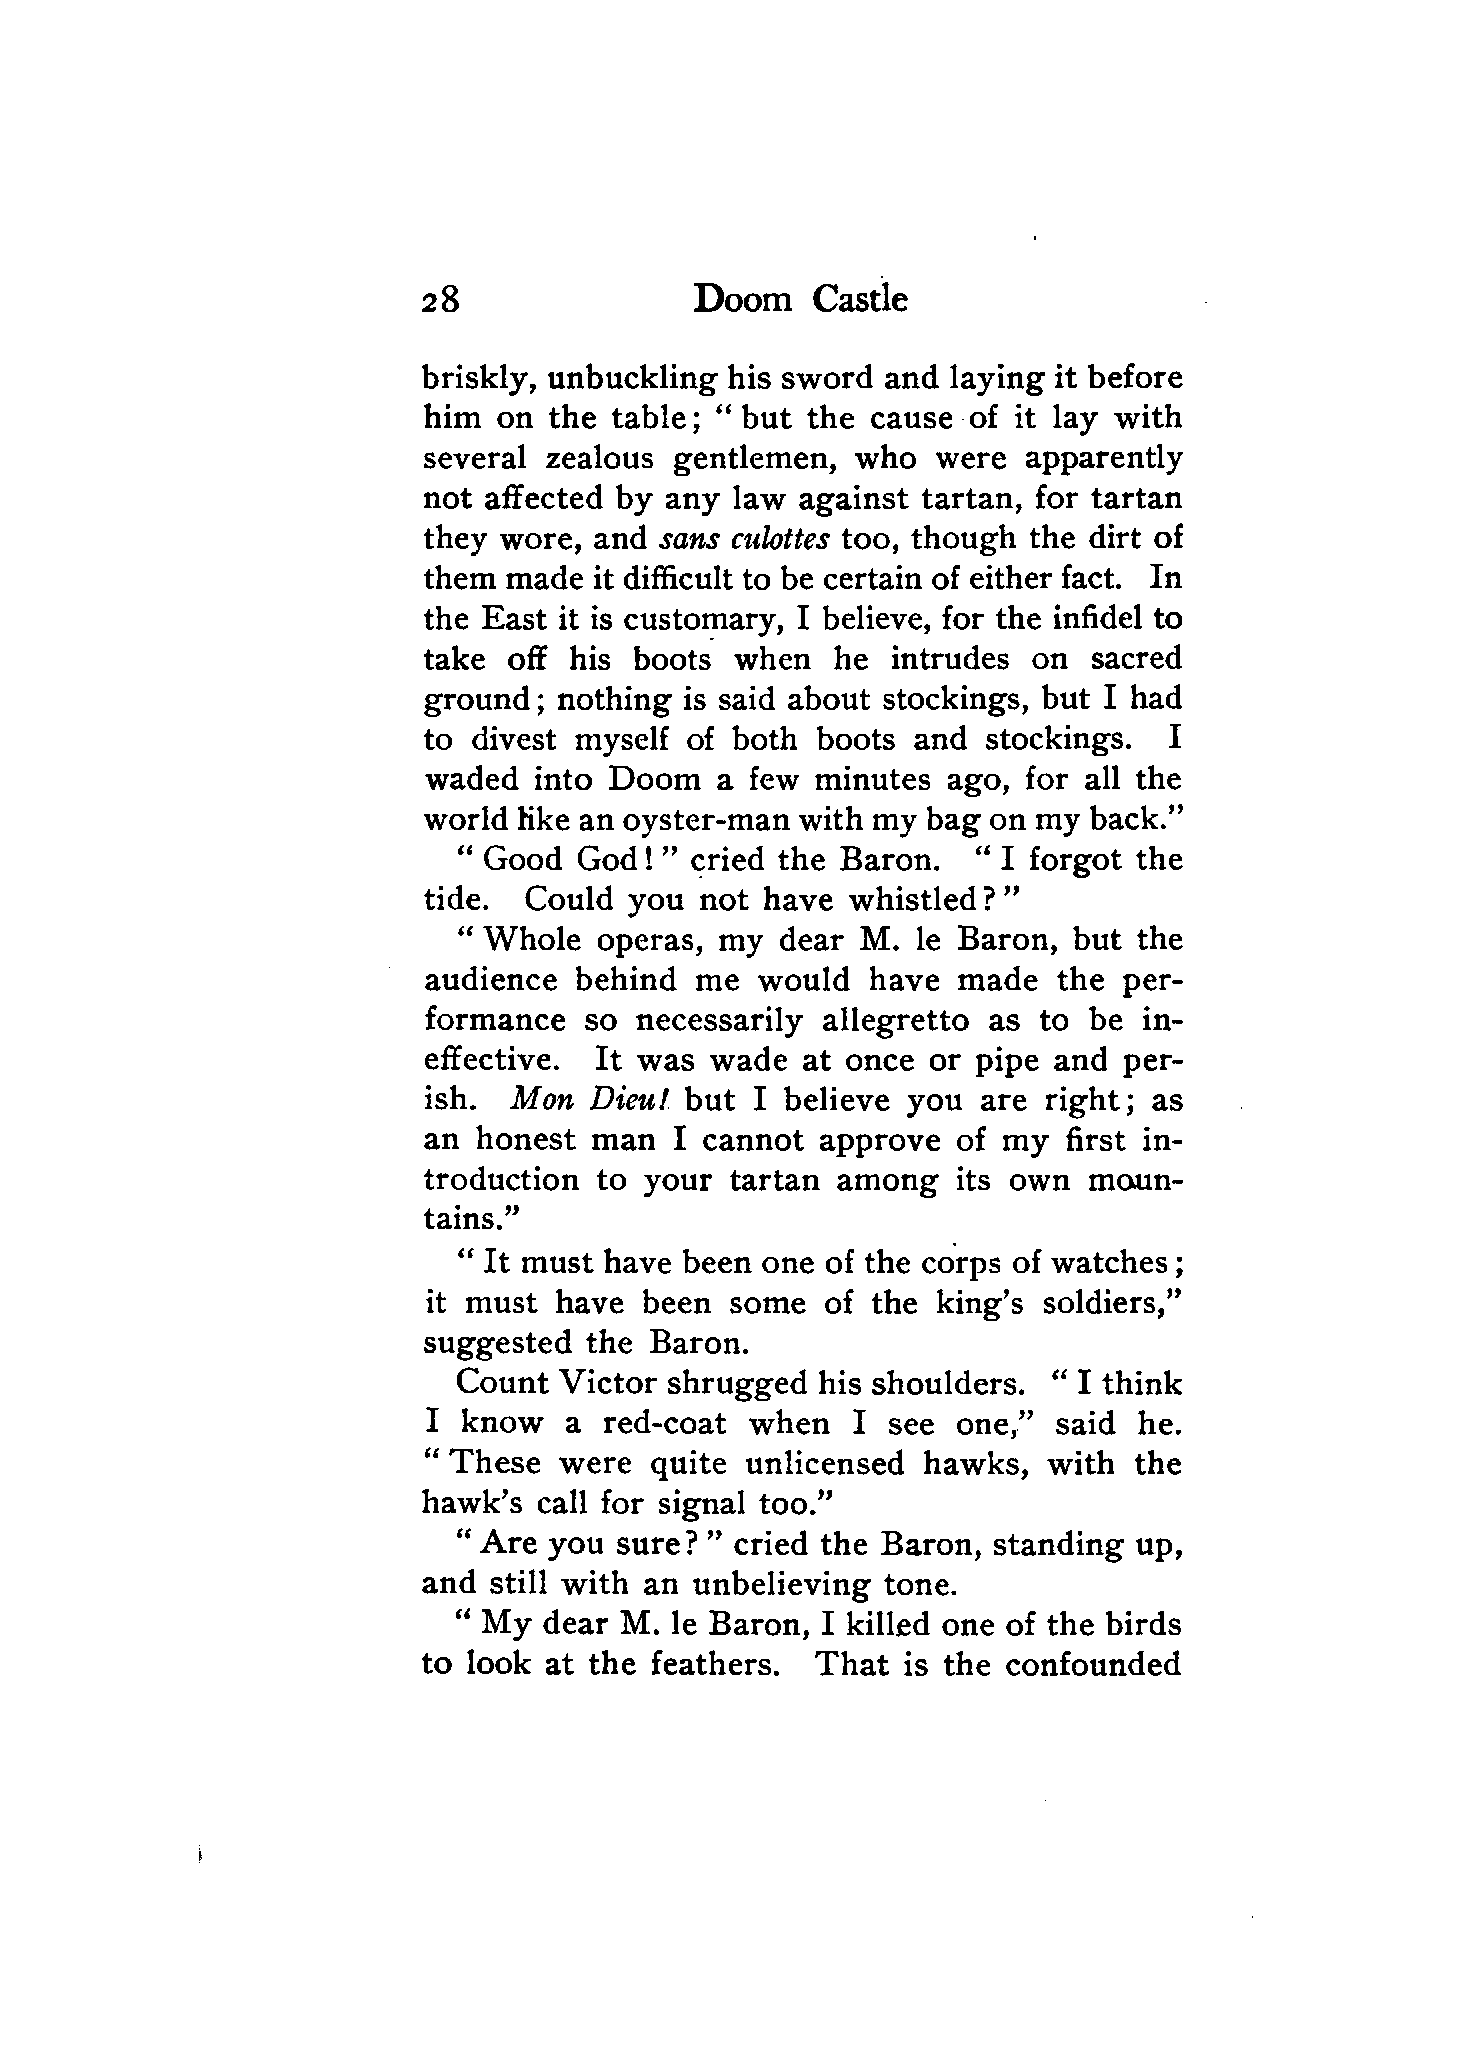 28 Doom Castle
briskly, unbuckling his sword and laying it before
him on the table; " but the cause of it lay with
several zealous gentlemen, who were apparently
not affected by any law against tartan, for tartan
they wore, and sans culottes too, though the dirt of
them made it difficult to be certain of either fact. In
the East it is customary, I believe, for the infidel to
take off his boots when he intrudes on sacred
ground; nothing is said about stockings, but I had
to divest myself of both boots and stockings. I
waded into Doom a few minutes ago, for all the
world like an oyster-man with my bag on my back."
" Good God! " cried the Baron. " I forgot the
tide. Could you not have whistled? "
" Whole operas, my dear M. le Baron, but the
audience behind me would have made the per-
formance so necessarily allegretto as to be in-
effective. It was wade at once or pipe and per-
ish. Mon Dieu! but I believe you are right; as
an honest man I cannot approve of my first in-
troduction to your tartan among its own moun-
tains."
" It must have been one of the corps of watches;
it must have been some of the king's soldiers,"
suggested the Baron.
Count Victor shrugged his shoulders. " I think
I know a red-coat when I see one," said he.
" These were quite unlicensed hawks, with the
hawk's call for signal too."
" Are you sure? " cried the Baron, standing up,
and still with an unbelieving tone.
" My dear M. le Baron, I killed one of the birds
to look at the feathers. That is the confounded